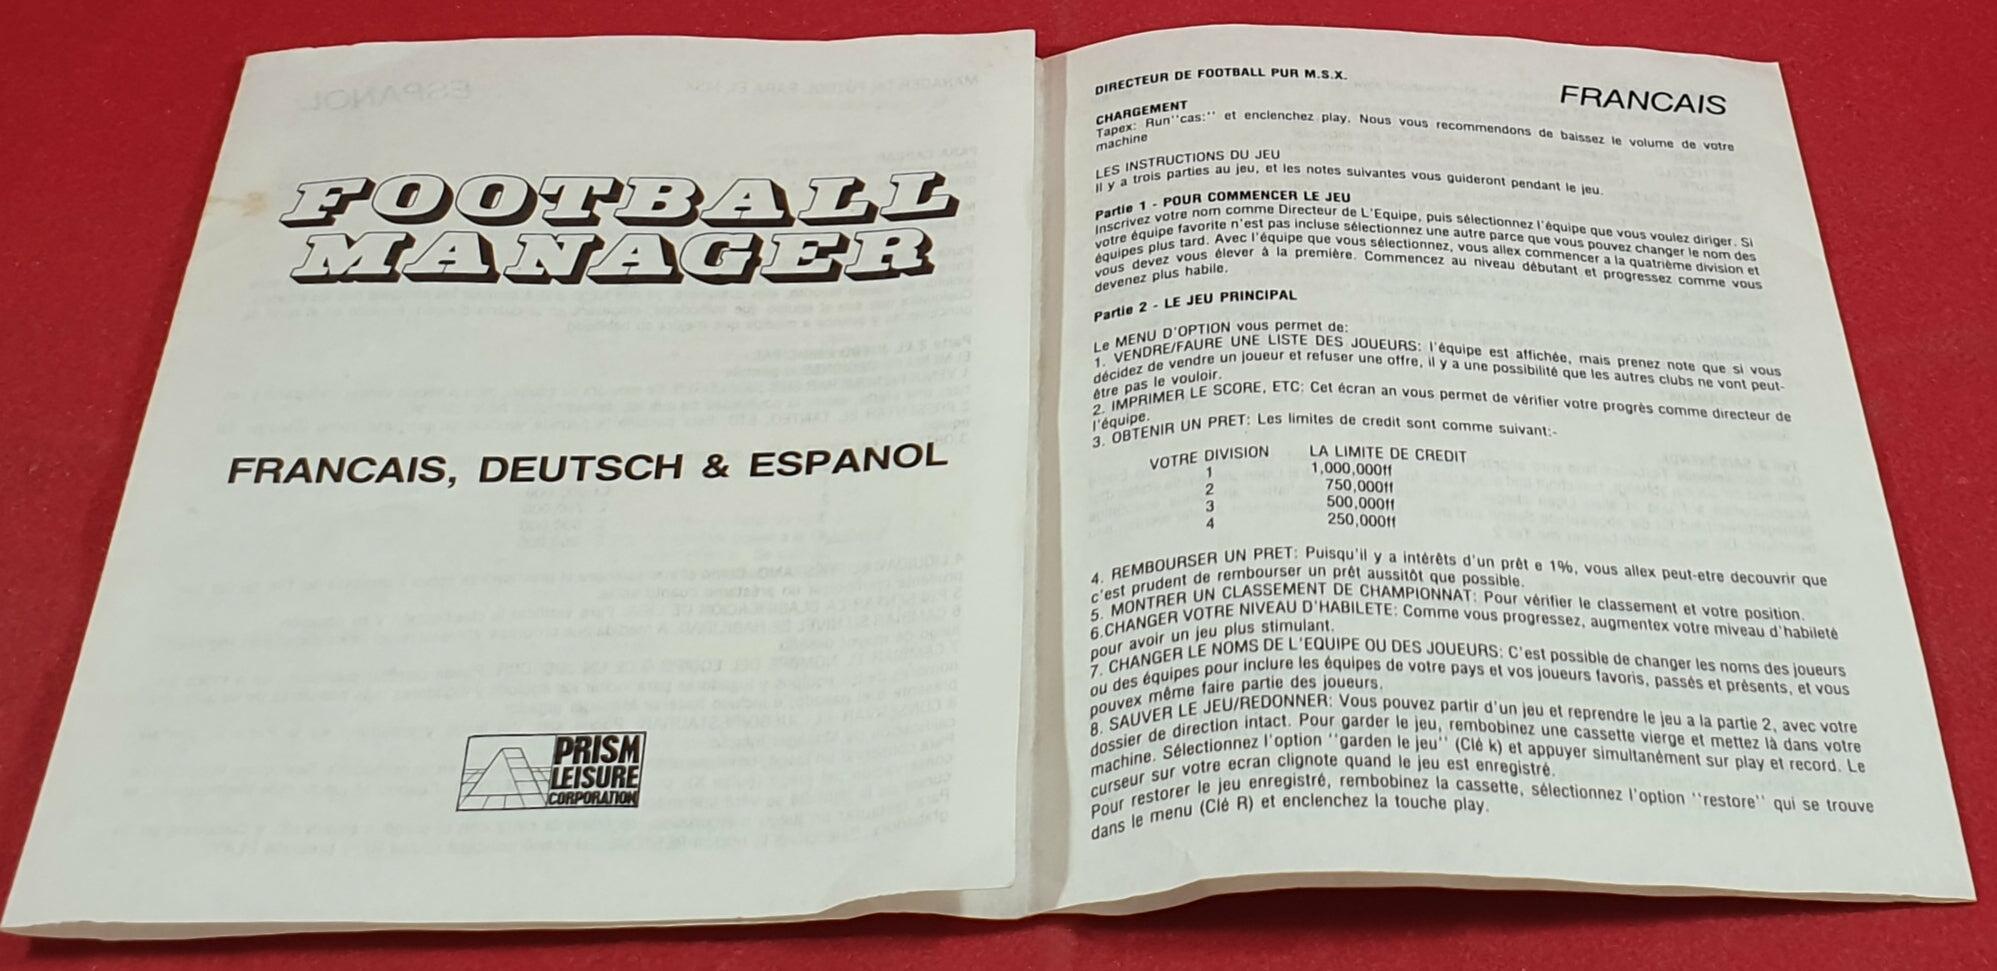 FOOTBALL
MANAGER
FRANCAIS, DEUTSCH & ESPANOL
PRISM
LEISURE
CORPORATION
DIRECTEUR DE FOOTBALL PUR M.S.X.
FRANCAIS
CHARGEMENT
Tapex: Run''cas:'' et enclenchez play. Nous vous recommendons de baissez le volume de votre
machine
LES INSTRUCTIONS DU JEU
Il y a trois parties au jeu, et les notes suivantes vous guideront pendant le jeu.
Partie 1 - POUR COMMENCER LE JEU
Inscrivez votre nom comme Directeur de L'Equipe, puis sélectionnez l'équipe que vous voulez diriger. Si
votre équipe favorite n'est pas incluse sélectionnez une autre parce que vous pouvez changer le nom des
équipes plus tard. Avec l'équipe que vous sélectionnez, vous allex commencer a la quatrième division et
vous devez vous élever à la première. Commencez au niveau débutant et progressez comme vous
devenez plus habile.
Partie 2 - LE JEU PRINCIPAL
Le MENU D'OPTION vous permet de:
1. VENDRE/FAURE UNE LISTE DES JOUEURS: l'équipe est affichée, mais prenez note que si vous
décidez de vendre un joueur et refuser une offre, il y a une possibilité que les autres clubs ne vont peut-
être pas le vouloir.
2. IMPRIMER LE SCORE, ETC: Cet écran an vous permet de vérifier votre progrès comme directeur de
l'équipe.
3. OBTENIR UN PRET: Les limites de credit sont comme suivant:-
VOTRE DIVISION LA LIMITE DE CREDIT
1 1,000,000ff
2 750,000ff
3 500,000ff
4 250,000ff
4. REMBOURSER UN PRET: Puisqu'il y a intérêts d'un prêt e 1%, vous allex peut-etre decouvrir que
c'est prudent de rembourser un prêt aussitôt que possible.
5. MONTRER UN CLASSEMENT DE CHAMPIONNAT: Pour vérifier le classement et votre position.
6.CHANGER VOTRE NIVEAU D'HABILETE: Comme vous progressez, augmentex votre miveau d'habileté
pour avoir un jeu plus stimulant.
7. CHANGER LE NOMS DE L'EQUIPE OU DES JOUEURS: C'est possible de changer les noms des joueurs
ou des équipes pour inclure les équipes de votre pays et vos joueurs favoris, passés et présents, et vous
pouvex même faire partie des joueurs.
8. SAUVER LE JEU/REDONNER: Vous pouvez partir d'un jeu et reprendre le jeu a la partie 2, avec votre
dossier de direction intact. Pour garder le jeu, rembobinez une cassette vierge et mettez là dans votre
machine. Sélectionnez l'option ''garden le jeu'' (Clé k) et appuyer simultanément sur play et record. Le
curseur sur votre ecran clignote quand le jeu est enregistré.
Pour restorer le jeu enregistré, rembobinez la cassette, sélectionnez l'option ''restore'' qui se trouve
dans le menu (Clé R) et enclenchez la touche play.